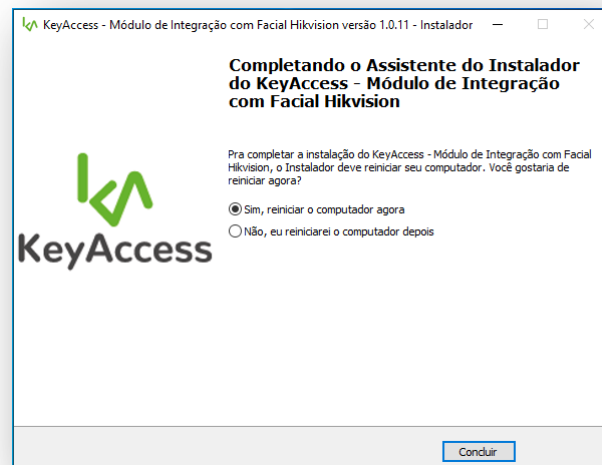 KeyAccess - Módulo de Integração com Facial Hikvision versão 1.0.11 - Instalador
Completando o Assistente do Instalador
do KeyAccess - Módulo de Integração
com Facial Hikvision
Pra completar a instalação do KeyAccess - Módulo de Integração com Facial
Hikvision, o Instalador deve reiniciar seu computador. Você gostaria de
reiniciar agora?
Sim, reiniciar o computador agora
Não, eu reiniciarei o computador depois
KeyAccess
Concluir